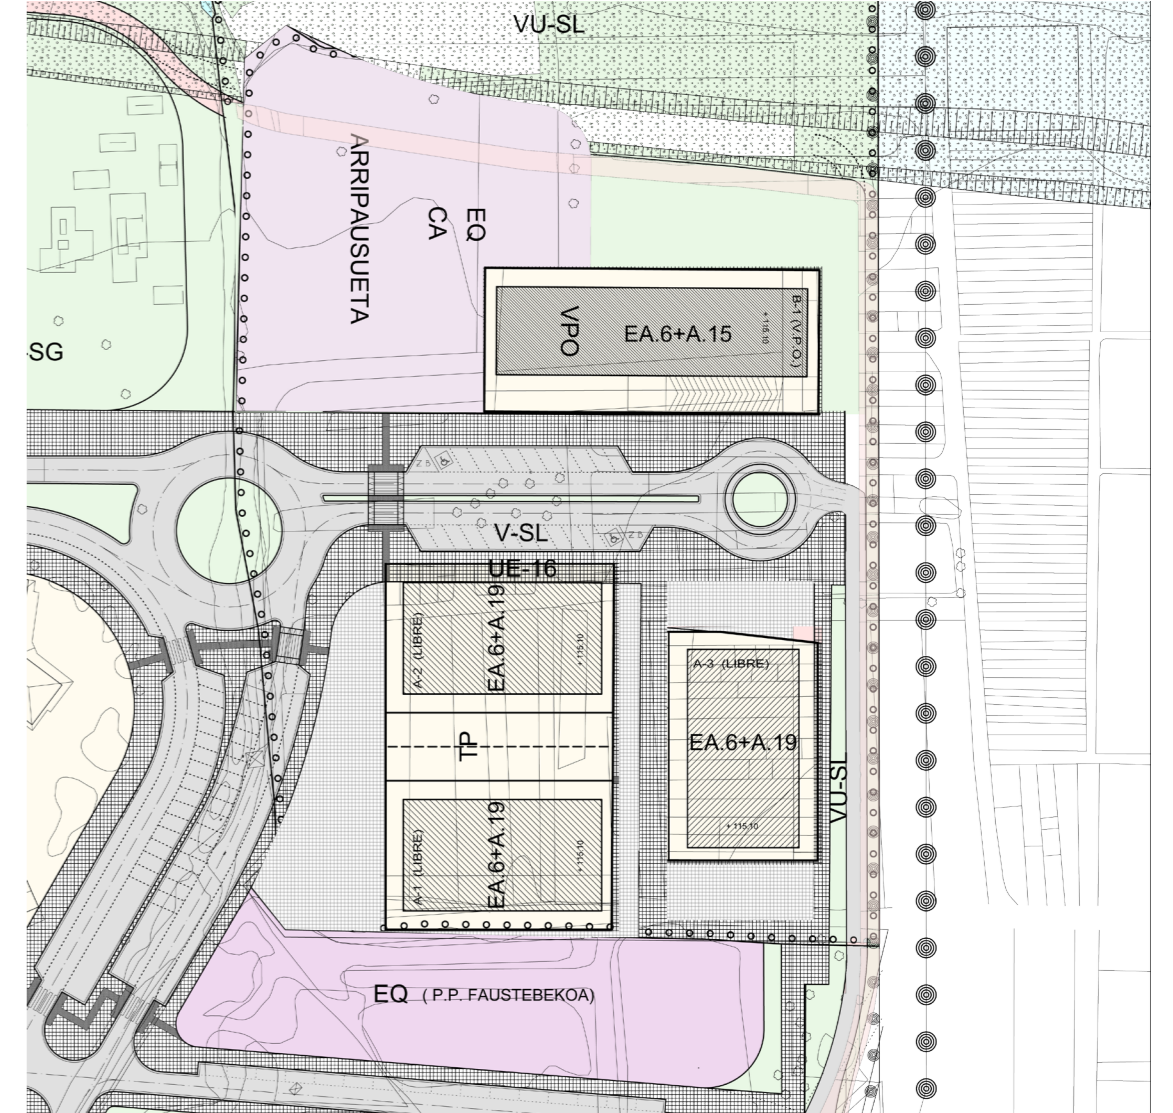 VU-SL
ARRIPAUSUETA
EQ
CA
-SG
VPO
EA.6+A.15
+ 115.10
B-1 (V.P.O.)
Z B
V-SL
Z B
UE-16
A-2 (LIBRE)
EA.6+A.19
+ 115.10
A-3 (LIBRE)
EA.6+A.19
+ 115.10
TP
VU-SL
A-1 (LIBRE)
EA.6+A.19
+ 115.10
EQ ( P.P. FAUSTEBEKOA)